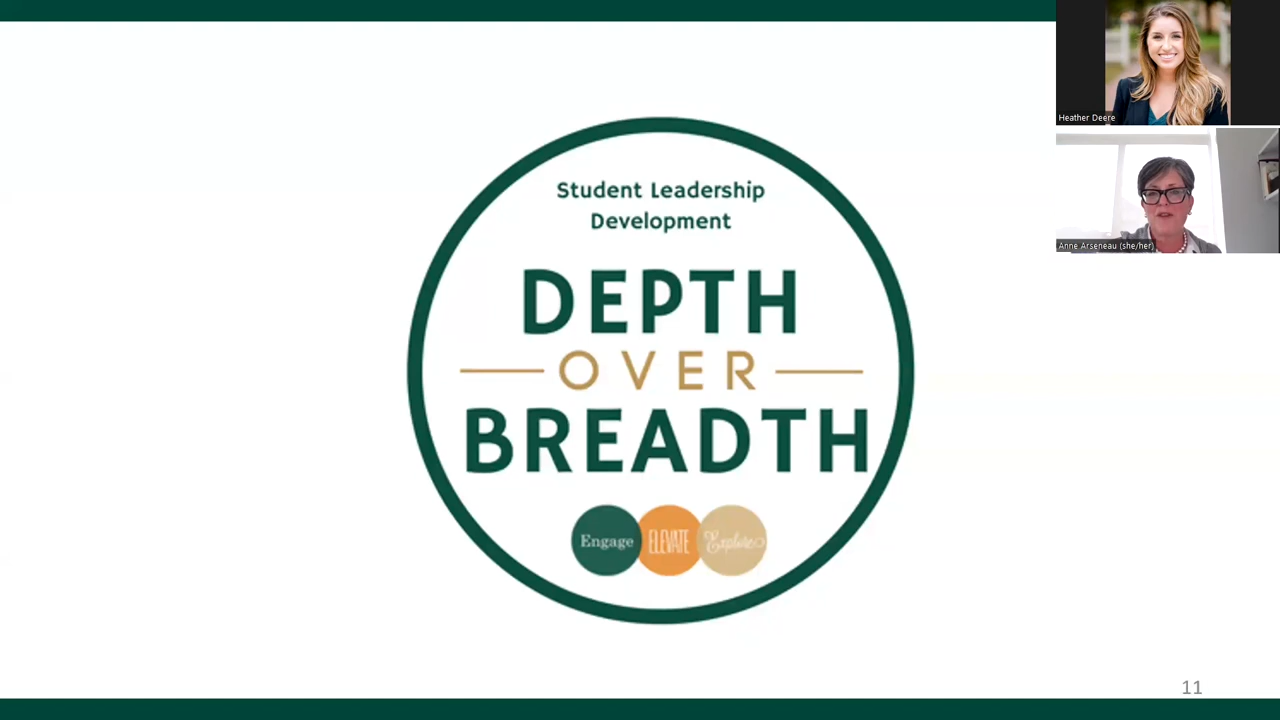 Student Leadership
Development
DEPTH
OVER
BREADTH
Engage
ELEVATE
Explore
11
Heather Deere
Anne Arseneau (she/her)